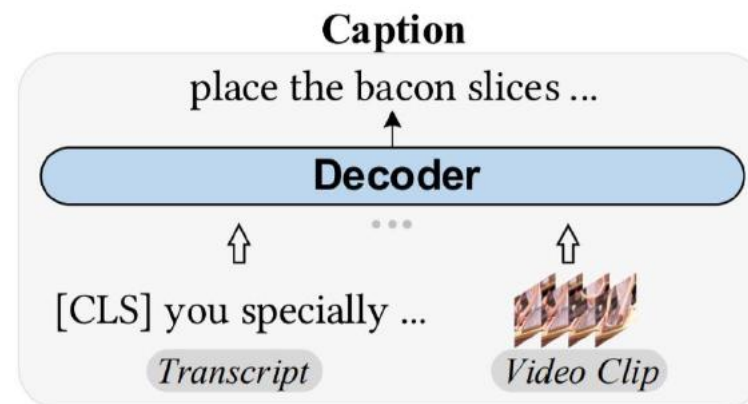 Caption
place the bacon slices ...
Decoder
[CLS] you specially ...
Transcript
Video Clip